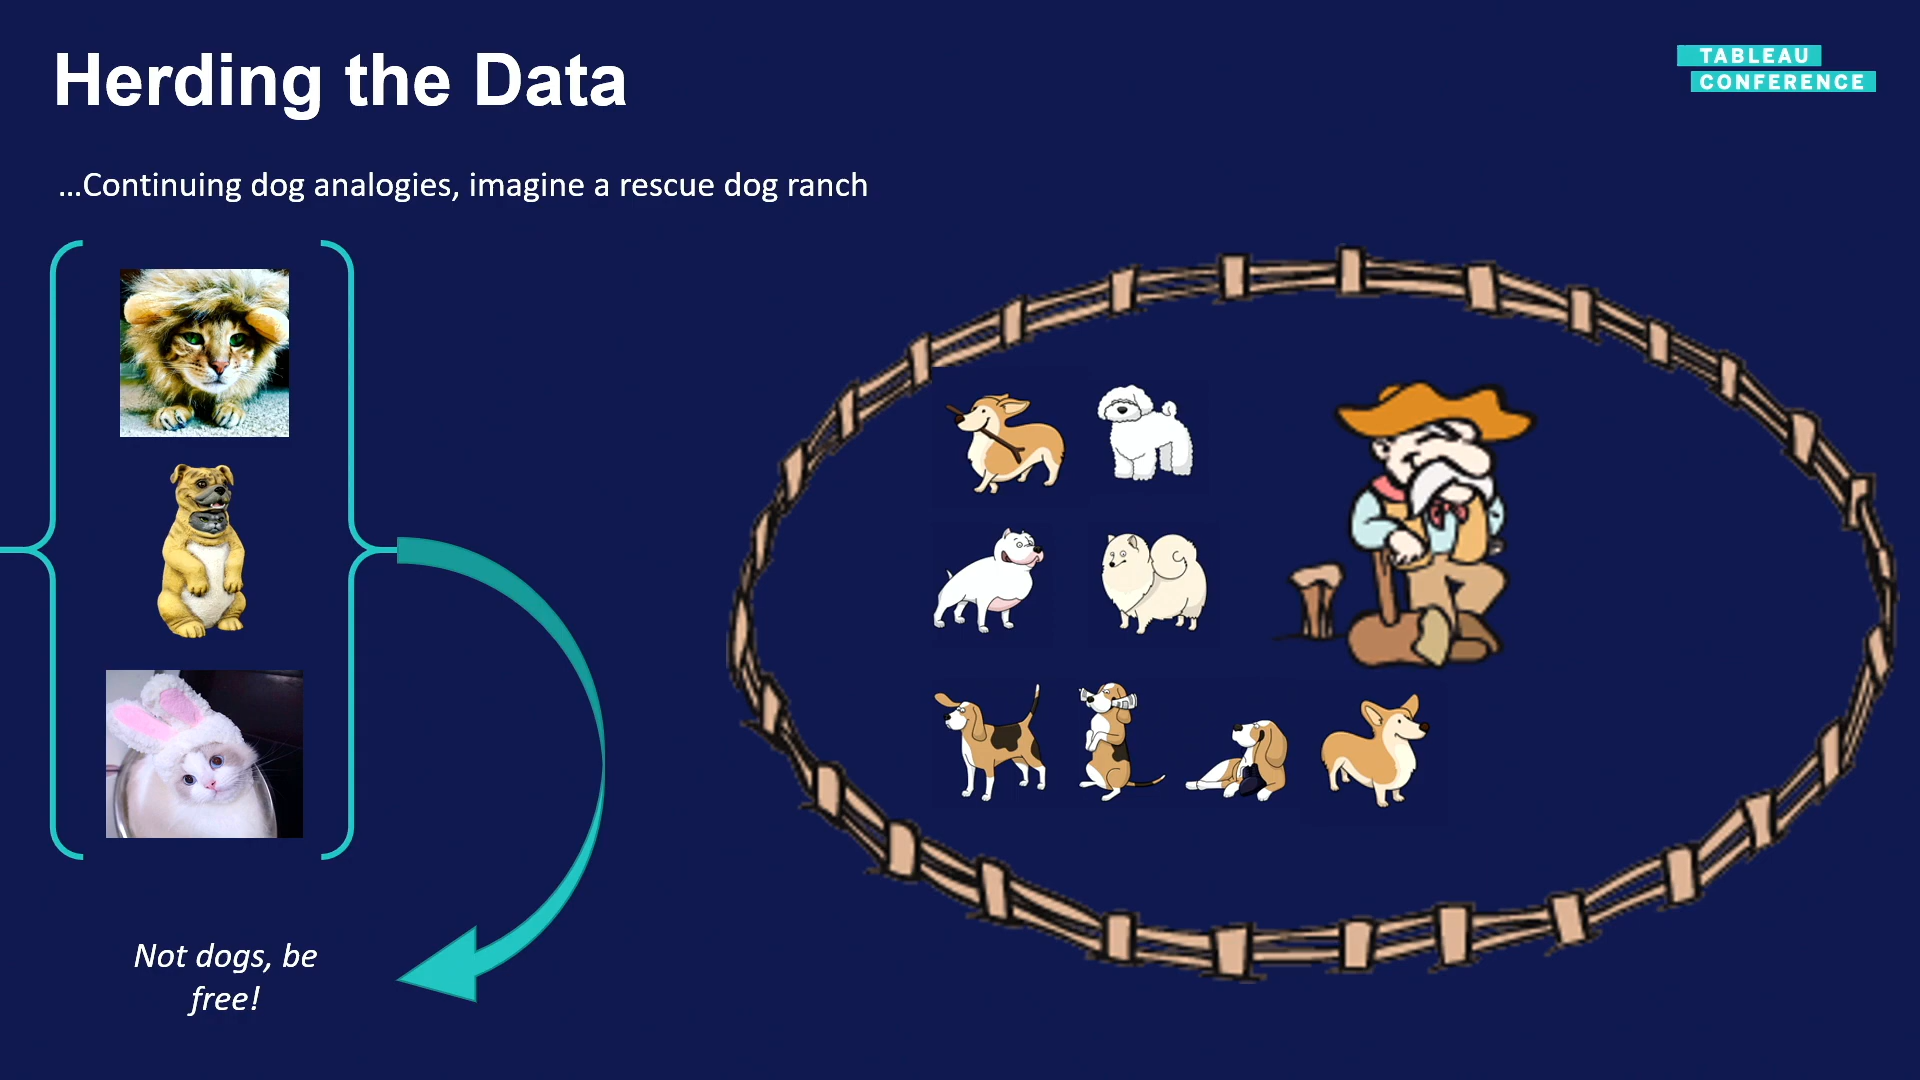 Herding the Data
TABLEAU
CONFERENCE
…Continuing dog analogies, imagine a rescue dog ranch
Not dogs, be
free!